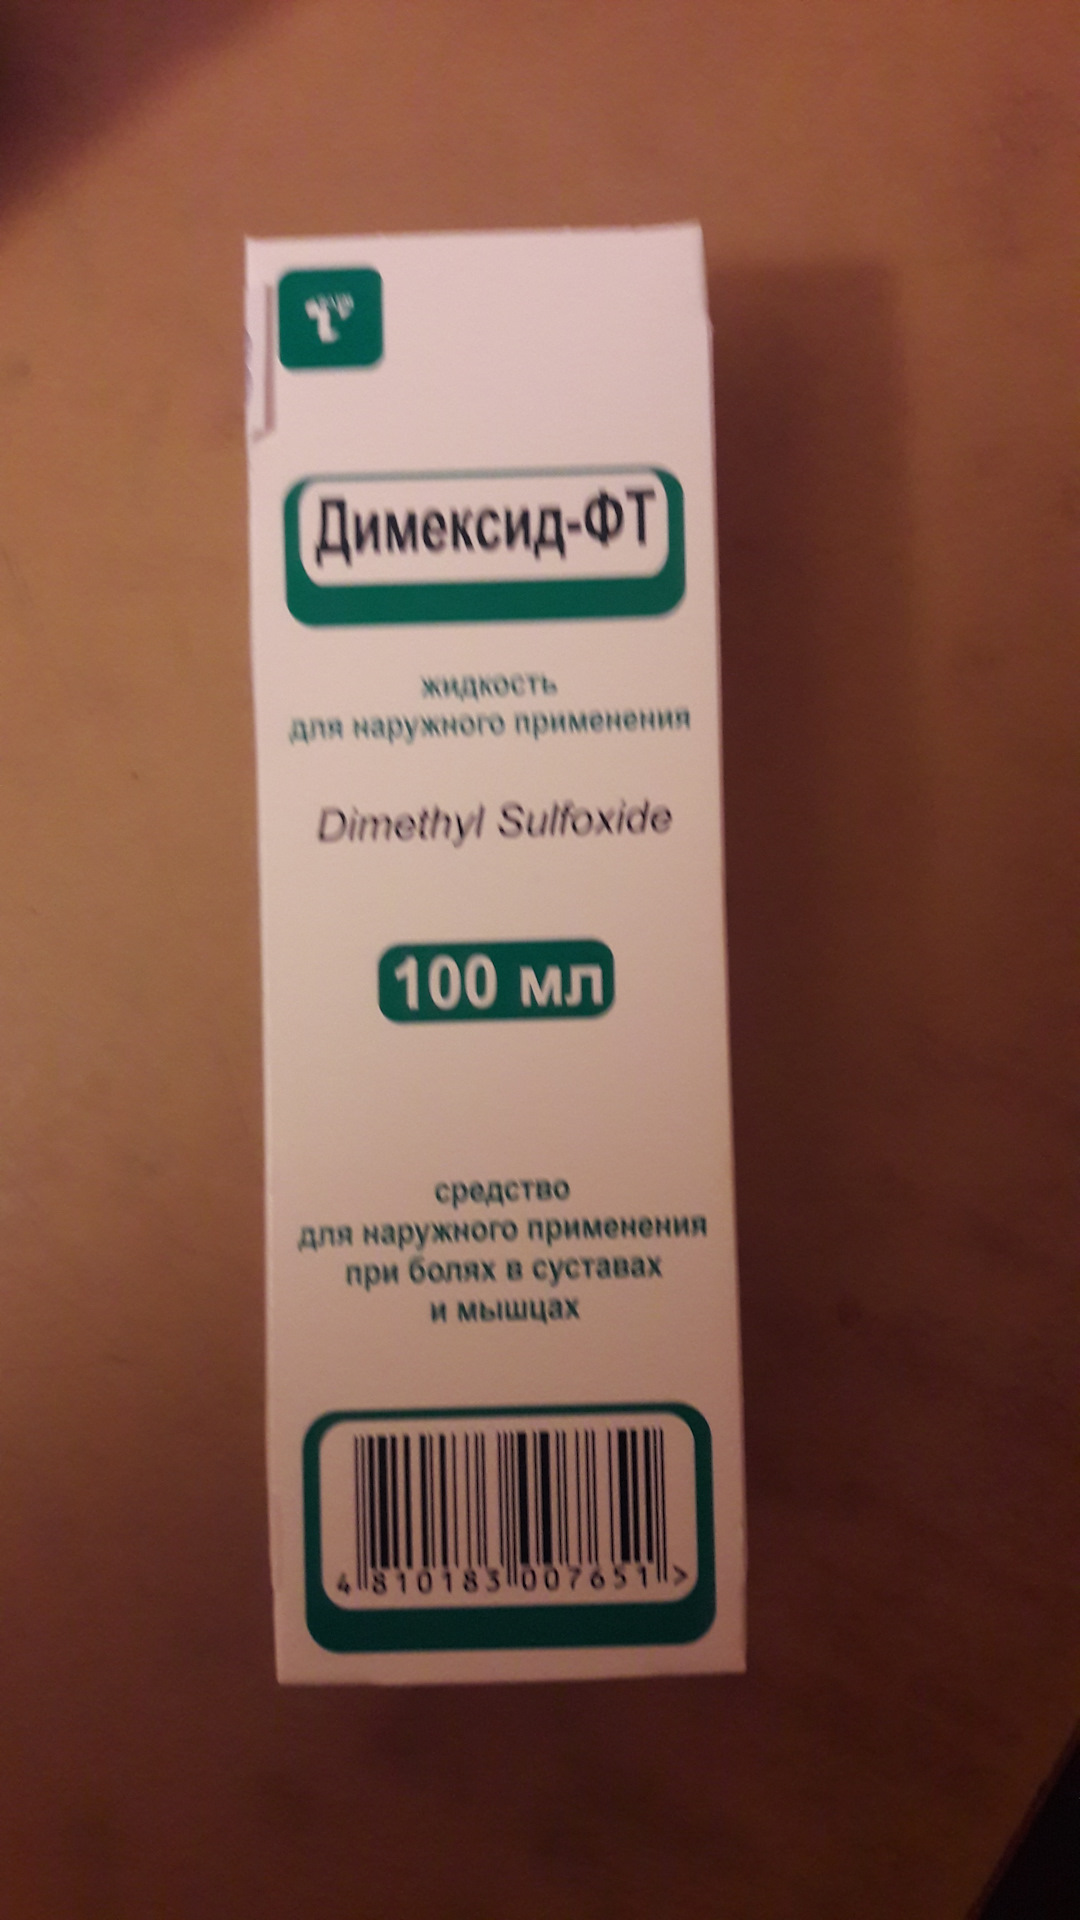 Димексид-ФТ
жидкость
для наружного применения
Dimethyl Sulfoxide
100 мл
средство
для наружного применения
при болях в суставах
и мышцах
4 810183 007651 >